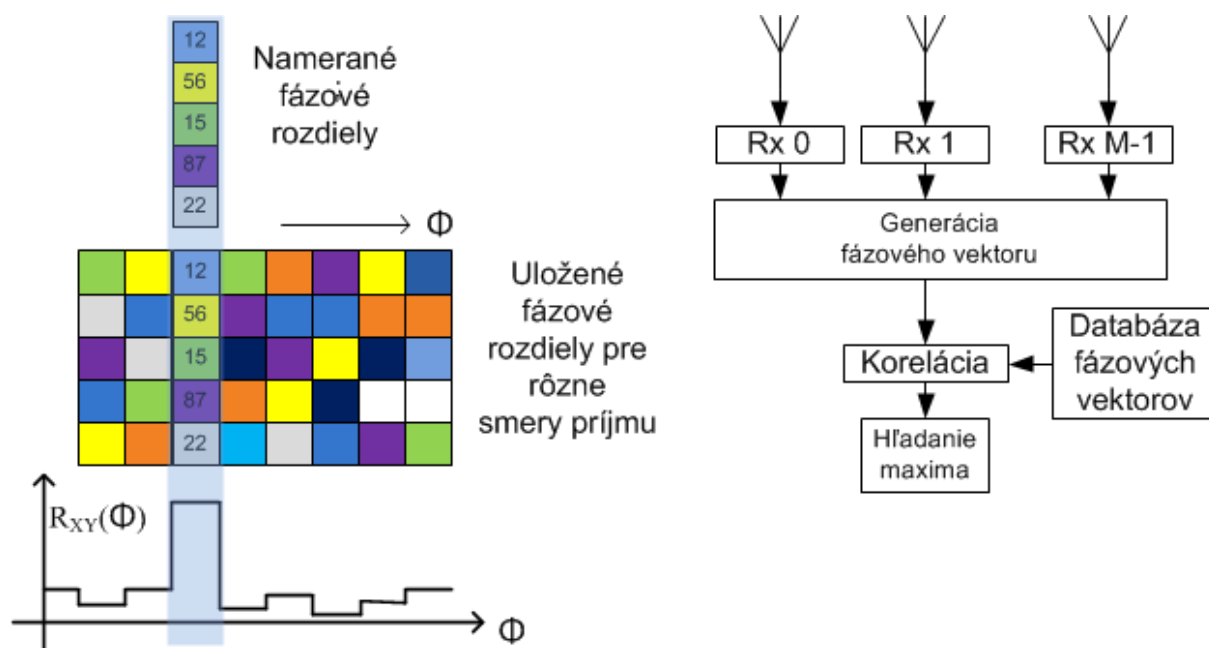 12
56
15
87
22
Namerané
fázové
rozdiely
Φ
12
56
15
87
22
Uložené
fázové
rozdiely pre
rôzne
smery príjmu
R_XY(Φ)
Φ
Rx 0
Rx 1
Rx M-1
Generácia
fázového vektoru
Korelácia
Databáza
fázových
vektorov
Hľadanie
maxima